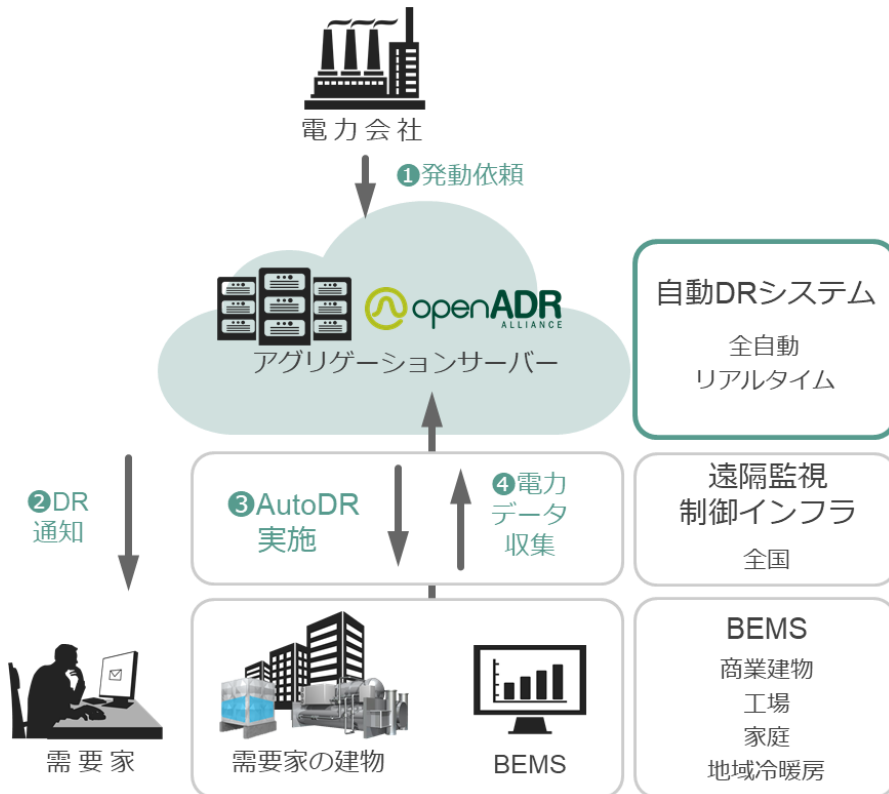 電力会社
❶発動依頼
openADR
ALLIANCE
アグリゲーションサーバー
自動DRシステム
全自動
リアルタイム
❷DR
通知
❸AutoDR
実施
❹電力
データ
収集
遠隔監視
制御インフラ
全国
需要家
需要家の建物
BEMS
BEMS
商業建物
工場
家庭
地域冷暖房